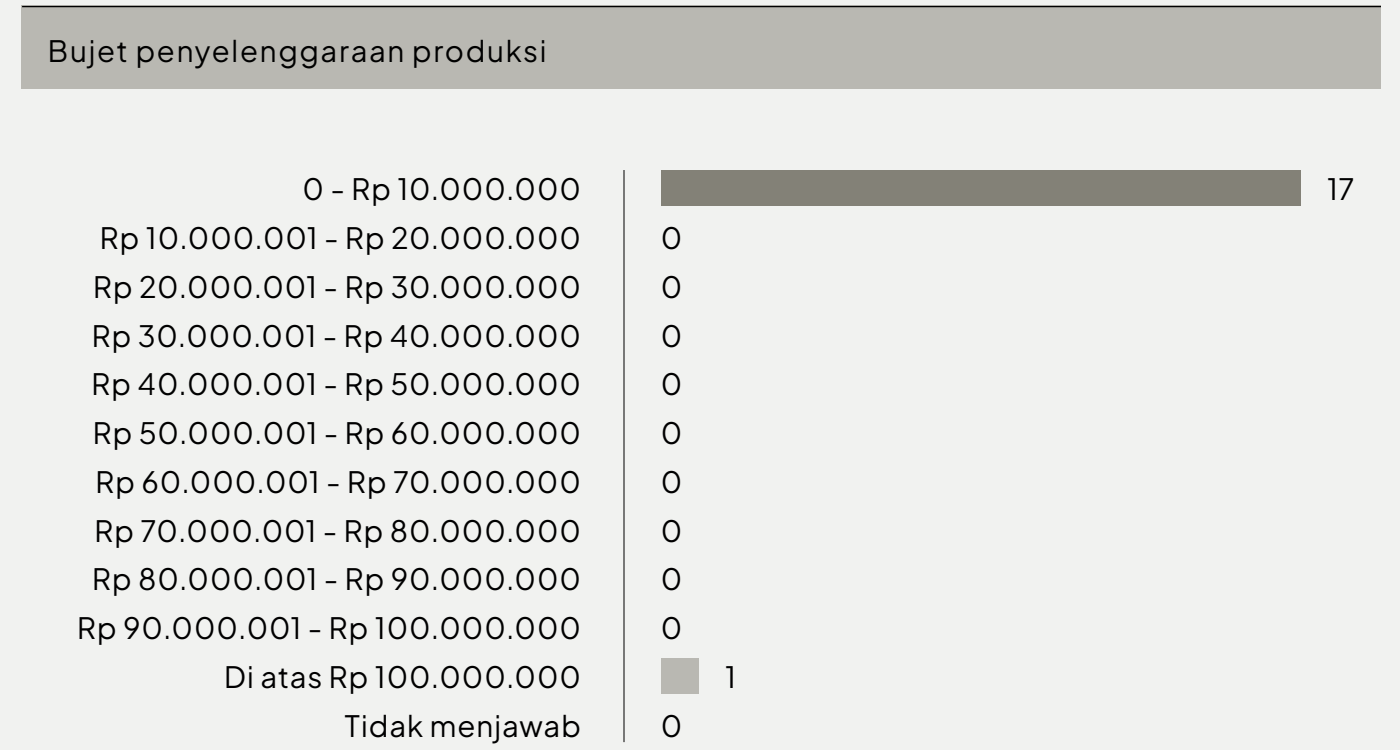 Bujet penyelenggaraan produksi
0 - Rp 10.000.000 17
Rp 10.000.001 - Rp 20.000.000 0
Rp 20.000.001 - Rp 30.000.000 0
Rp 30.000.001 - Rp 40.000.000 0
Rp 40.000.001 - Rp 50.000.000 0
Rp 50.000.001 - Rp 60.000.000 0
Rp 60.000.001 - Rp 70.000.000 0
Rp 70.000.001 - Rp 80.000.000 0
Rp 80.000.001 - Rp 90.000.000 0
Rp 90.000.001 - Rp 100.000.000 0
Di atas Rp 100.000.000 1
Tidak menjawab 0